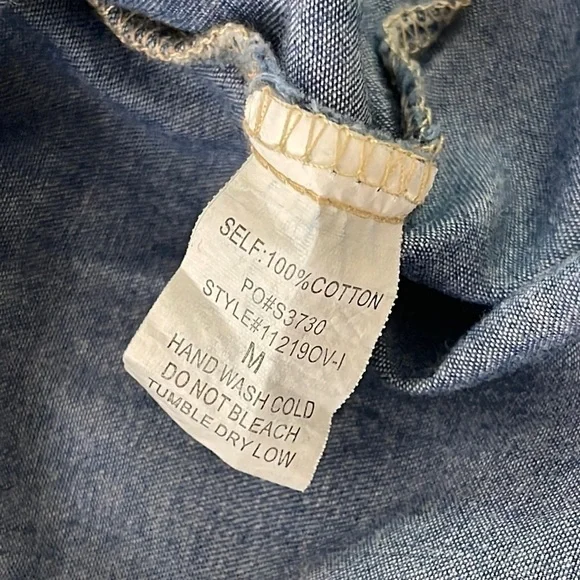 SELF:100%COTTON
PO#S3730
STYLE#11219OV-I
M
HAND WASH COLD
DO NOT BLEACH
TUMBLE DRY LOW